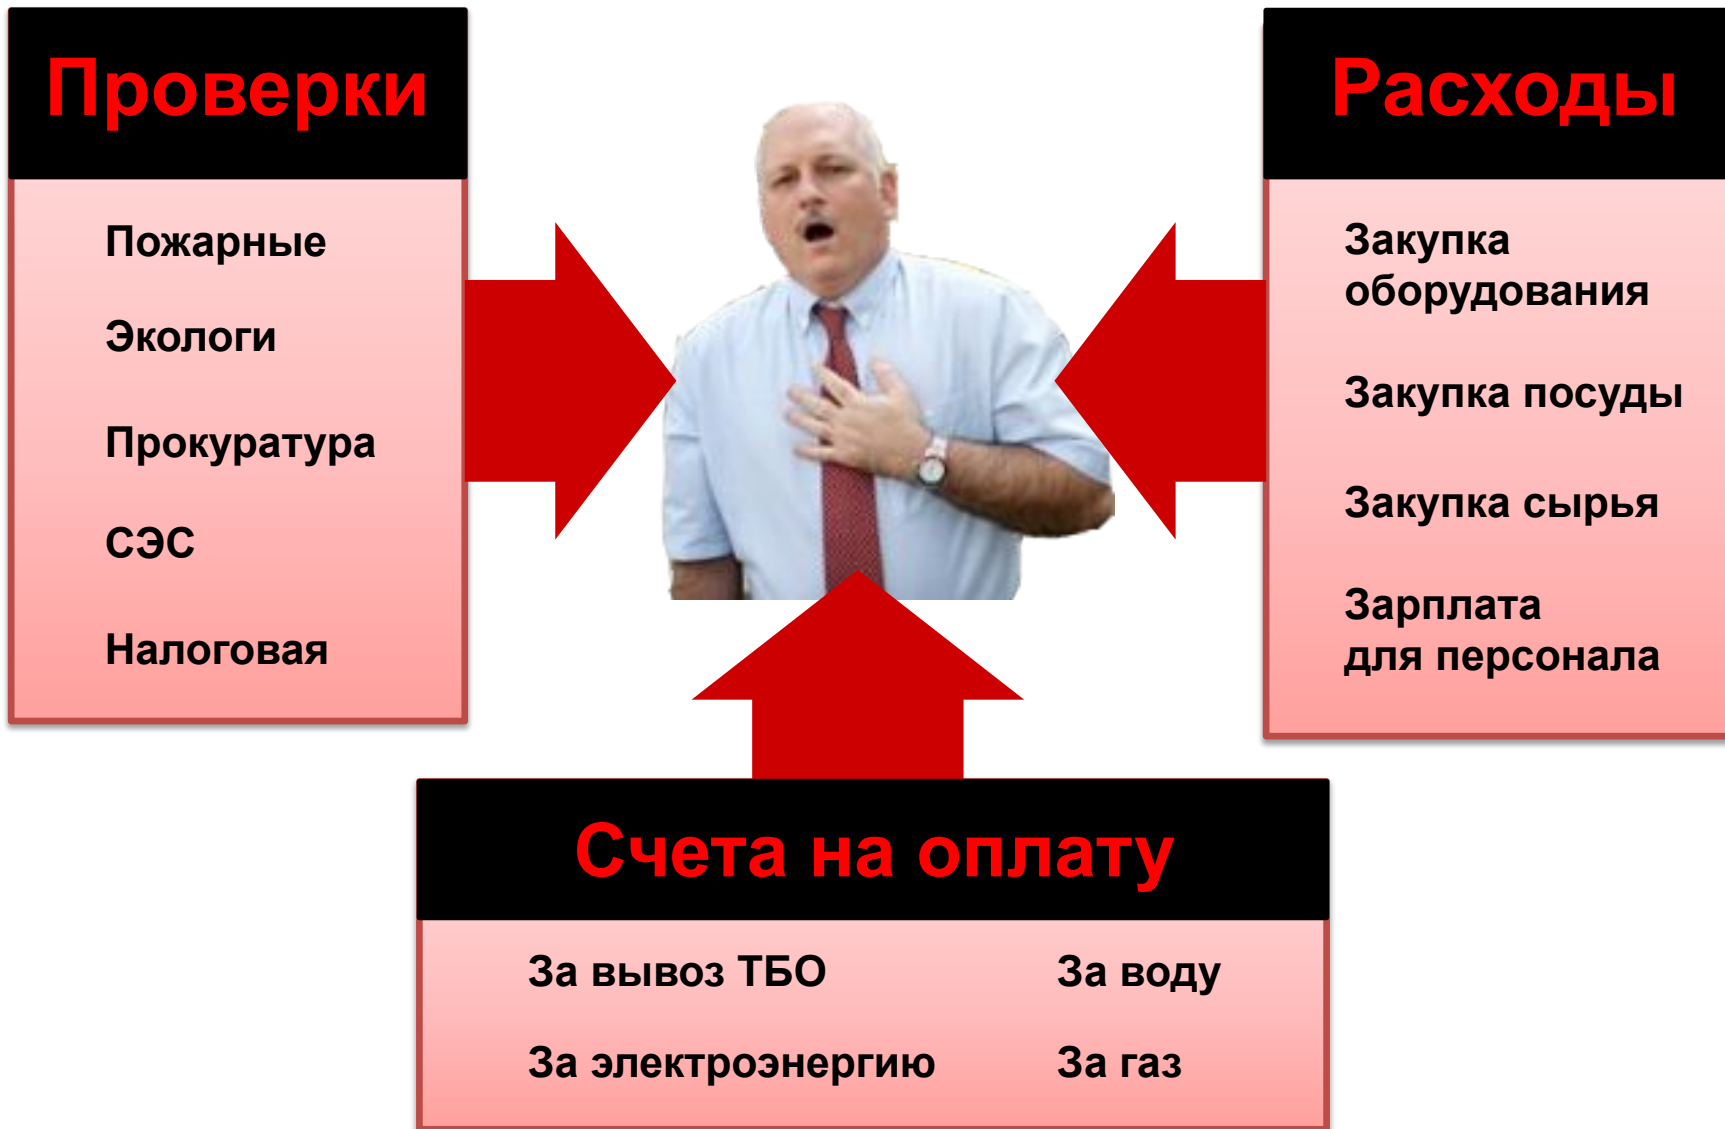 Проверки
Пожарные
Экологи
Прокуратура
СЭС
Налоговая
Расходы
Закупка
оборудования
Закупка посуды
Закупка сырья
Зарплата
для персонала
Счета на оплату
За вывоз ТБО
За воду
За электроэнергию
За газ